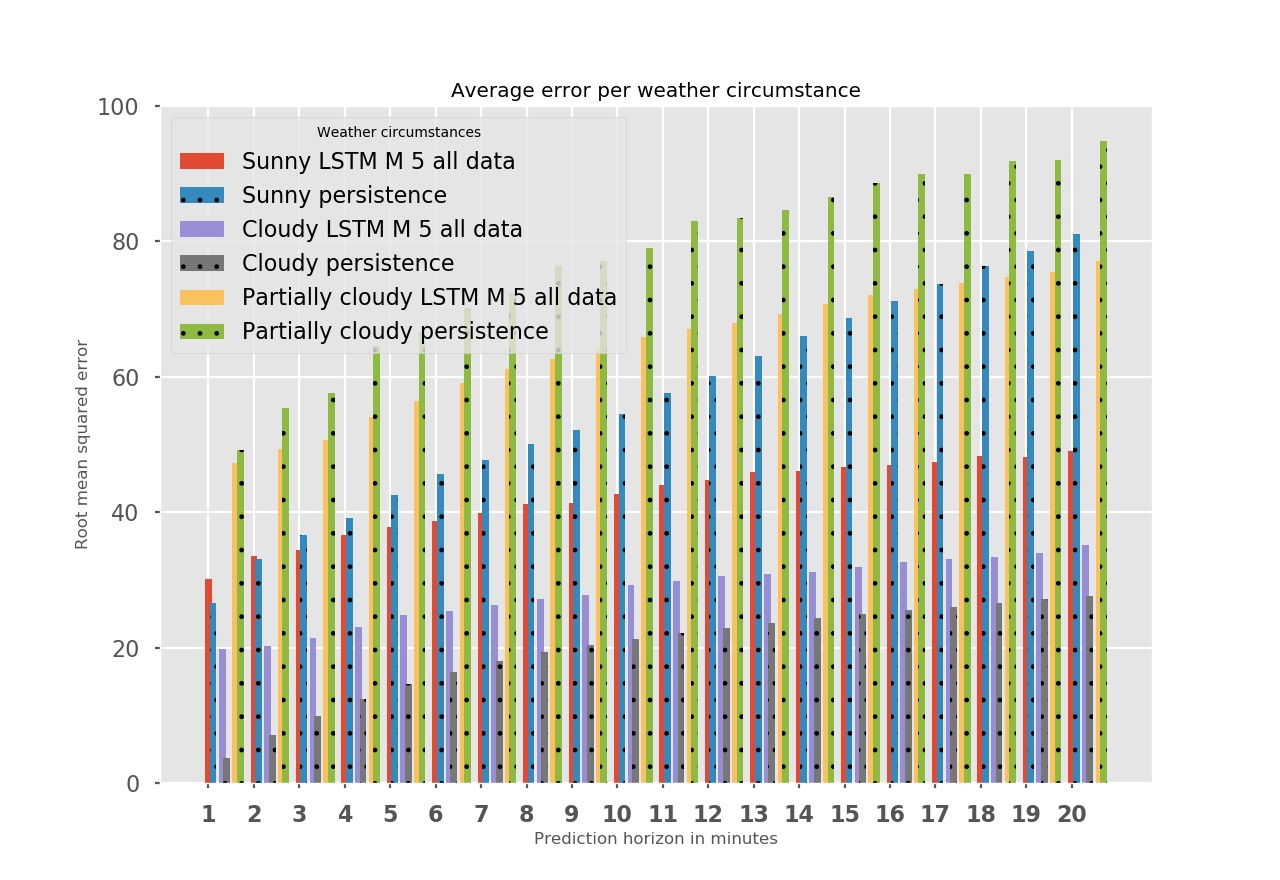 Average error per weather circumstance
100
80
60
40
20
0
Root mean squared error
Weather circumstances
Sunny LSTM M 5 all data
Sunny persistence
Cloudy LSTM M 5 all data
Cloudy persistence
Partially cloudy LSTM M 5 all data
Partially cloudy persistence
1 2 3 4 5 6 7 8 9 10 11 12 13 14 15 16 17 18 19 20
Prediction horizon in minutes